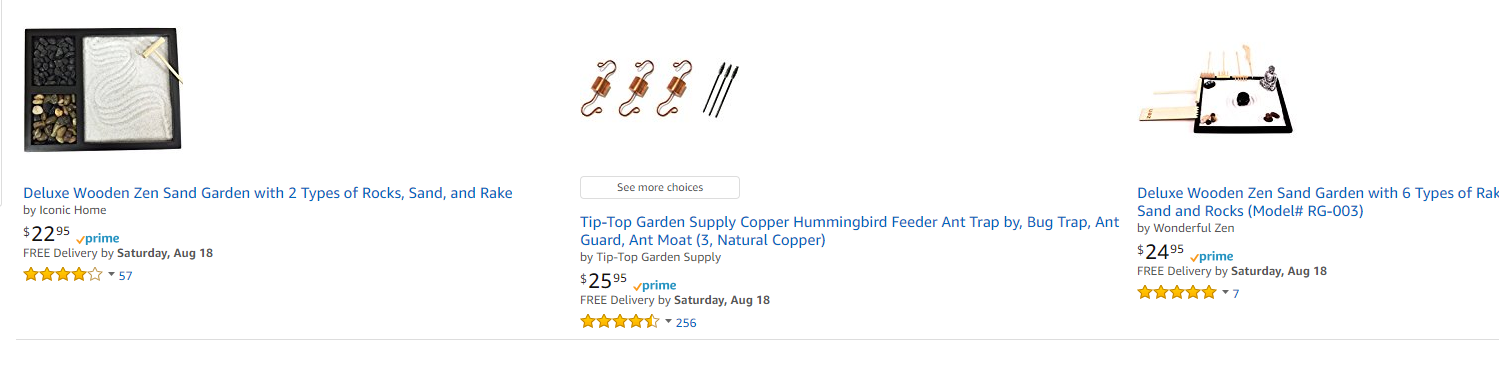 Deluxe Wooden Zen Sand Garden with 2 Types of Rocks, Sand, and Rake
by Iconic Home
$22.95 prime
FREE Delivery by Saturday, Aug 18
57
See more choices
Tip-Top Garden Supply Copper Hummingbird Feeder Ant Trap by, Bug Trap, Ant
Guard, Ant Moat (3, Natural Copper)
by Tip-Top Garden Supply
$25.95 prime
FREE Delivery by Saturday, Aug 18
256
Deluxe Wooden Zen Sand Garden with 6 Types of Rak
Sand and Rocks (Model# RG-003)
by Wonderful Zen
$24.95 prime
FREE Delivery by Saturday, Aug 18
7